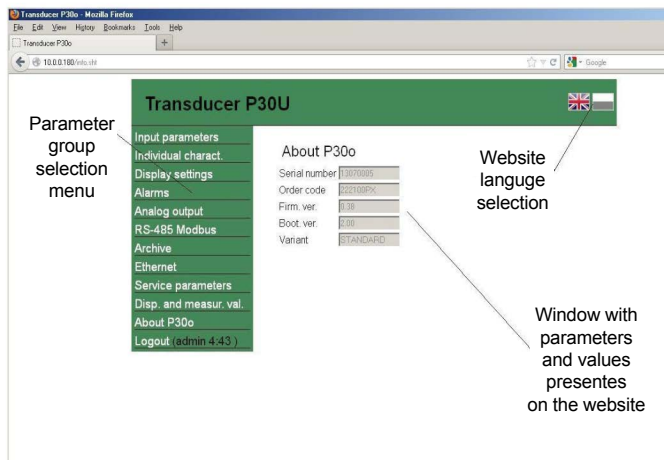 Transducer P30o - Mozilla Firefox
File Edit View History Bookmarks Tools Help
Transducer P30o +
10.0.0.180/into.vht
Google
Transducer P30U
Parameter
group
selection
menu
Input parameters
Individual charact.
Display settings
Alarms
Analog output
RS-485 Modbus
Archive
Ethernet
Service parameters
Disp. and measur. val.
About P30o
Logout (admin 4:43 )
About P30o
Serial number 13070005
Order code 222100PX
Firm. ver. 0.38
Boot. ver. 2.00
Variant STANDARD
Website
languge
selection
Window with
parameters
and values
presentes
on the website